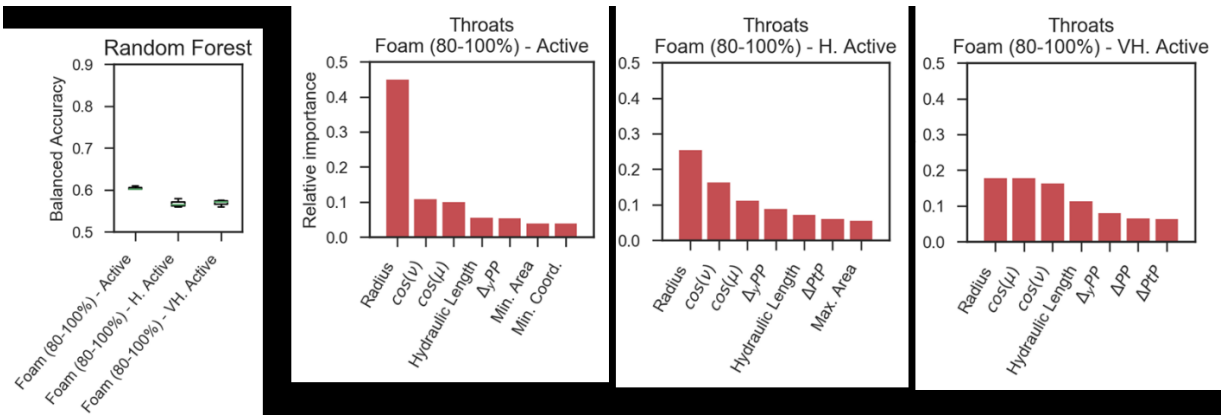 Random Forest
Balanced Accuracy
0.9
0.8
0.7
0.6
0.5
Foam (80-100%) - Active
Foam (80-100%) - H. Active
Foam (80-100%) - VH. Active
Throats
Foam (80-100%) - Active
Relative importance
0.5
0.4
0.3
0.2
0.1
0.0
Radius
cos(ν)
cos(μ)
Hydraulic Length
ΔyPP
Min. Area
Min. Coord.
Throats
Foam (80-100%) - H. Active
0.5
0.4
0.3
0.2
0.1
0.0
Radius
cos(ν)
cos(μ)
ΔyPP
Hydraulic Length
ΔPtP
Max. Area
Throats
Foam (80-100%) - VH. Active
0.5
0.4
0.3
0.2
0.1
0.0
Radius
cos(μ)
cos(ν)
Hydraulic Length
ΔyPP
ΔPP
ΔPtP